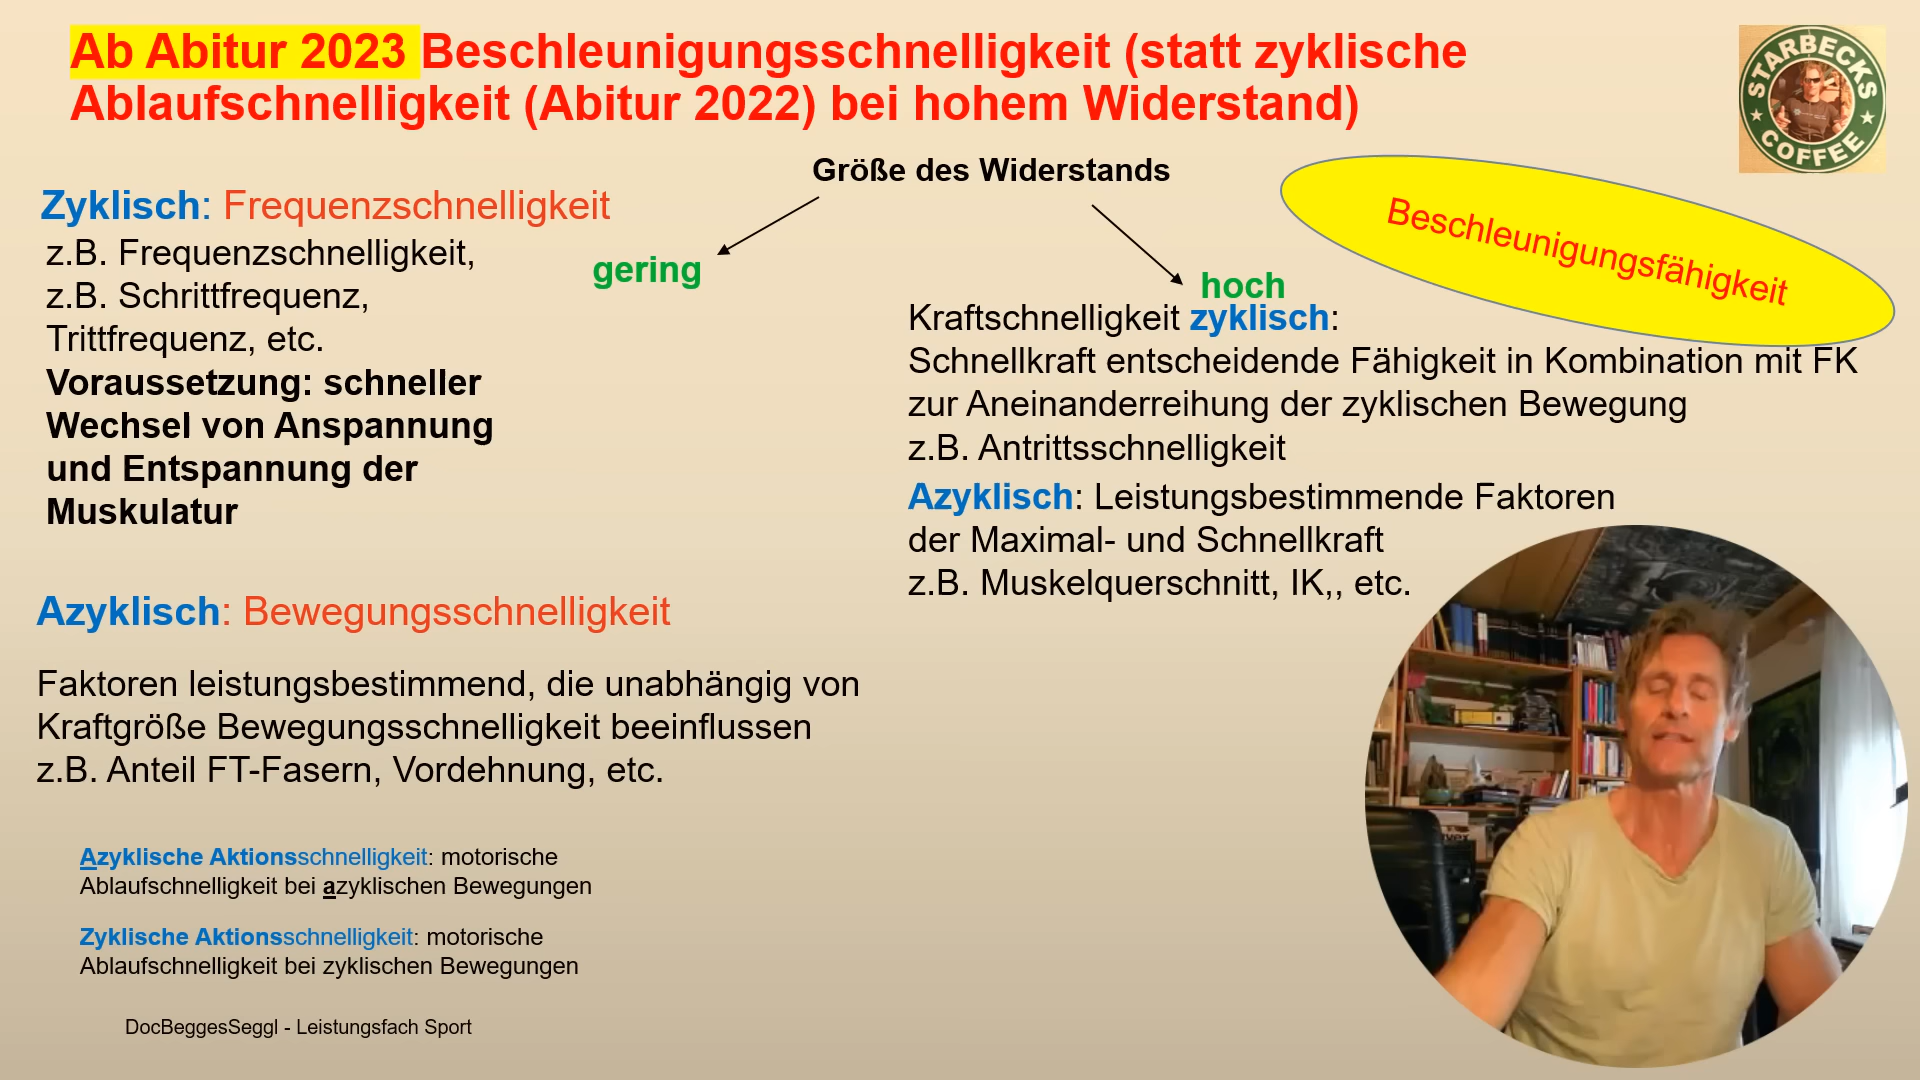 Ab Abitur 2023 Beschleunigungsschnelligkeit (statt zyklische
Ablaufschnelligkeit (Abitur 2022) bei hohem Widerstand)
STARBECKS
COFFEE
Größe des Widerstands
Zyklisch: Frequenzschnelligkeit
z.B. Frequenzschnelligkeit,
z.B. Schrittfrequenz,
Trittfrequenz, etc.
Voraussetzung: schneller
Wechsel von Anspannung
und Entspannung der
Muskulatur
gering
hoch
Beschleunigungsfähigkeit
Kraftschnelligkeit zyklisch:
Schnellkraft entscheidende Fähigkeit in Kombination mit FK
zur Aneinanderreihung der zyklischen Bewegung
z.B. Antrittsschnelligkeit
Azyklisch: Leistungsbestimmende Faktoren
der Maximal- und Schnellkraft
z.B. Muskelquerschnitt, IK,, etc.
Azyklisch: Bewegungsschnelligkeit
Faktoren leistungsbestimmend, die unabhängig von
Kraftgröße Bewegungsschnelligkeit beeinflussen
z.B. Anteil FT-Fasern, Vordehnung, etc.
Azyklische Aktionsschnelligkeit: motorische
Ablaufschnelligkeit bei azyklischen Bewegungen
Zyklische Aktionsschnelligkeit: motorische
Ablaufschnelligkeit bei zyklischen Bewegungen
DocBeggesSeggl - Leistungsfach Sport